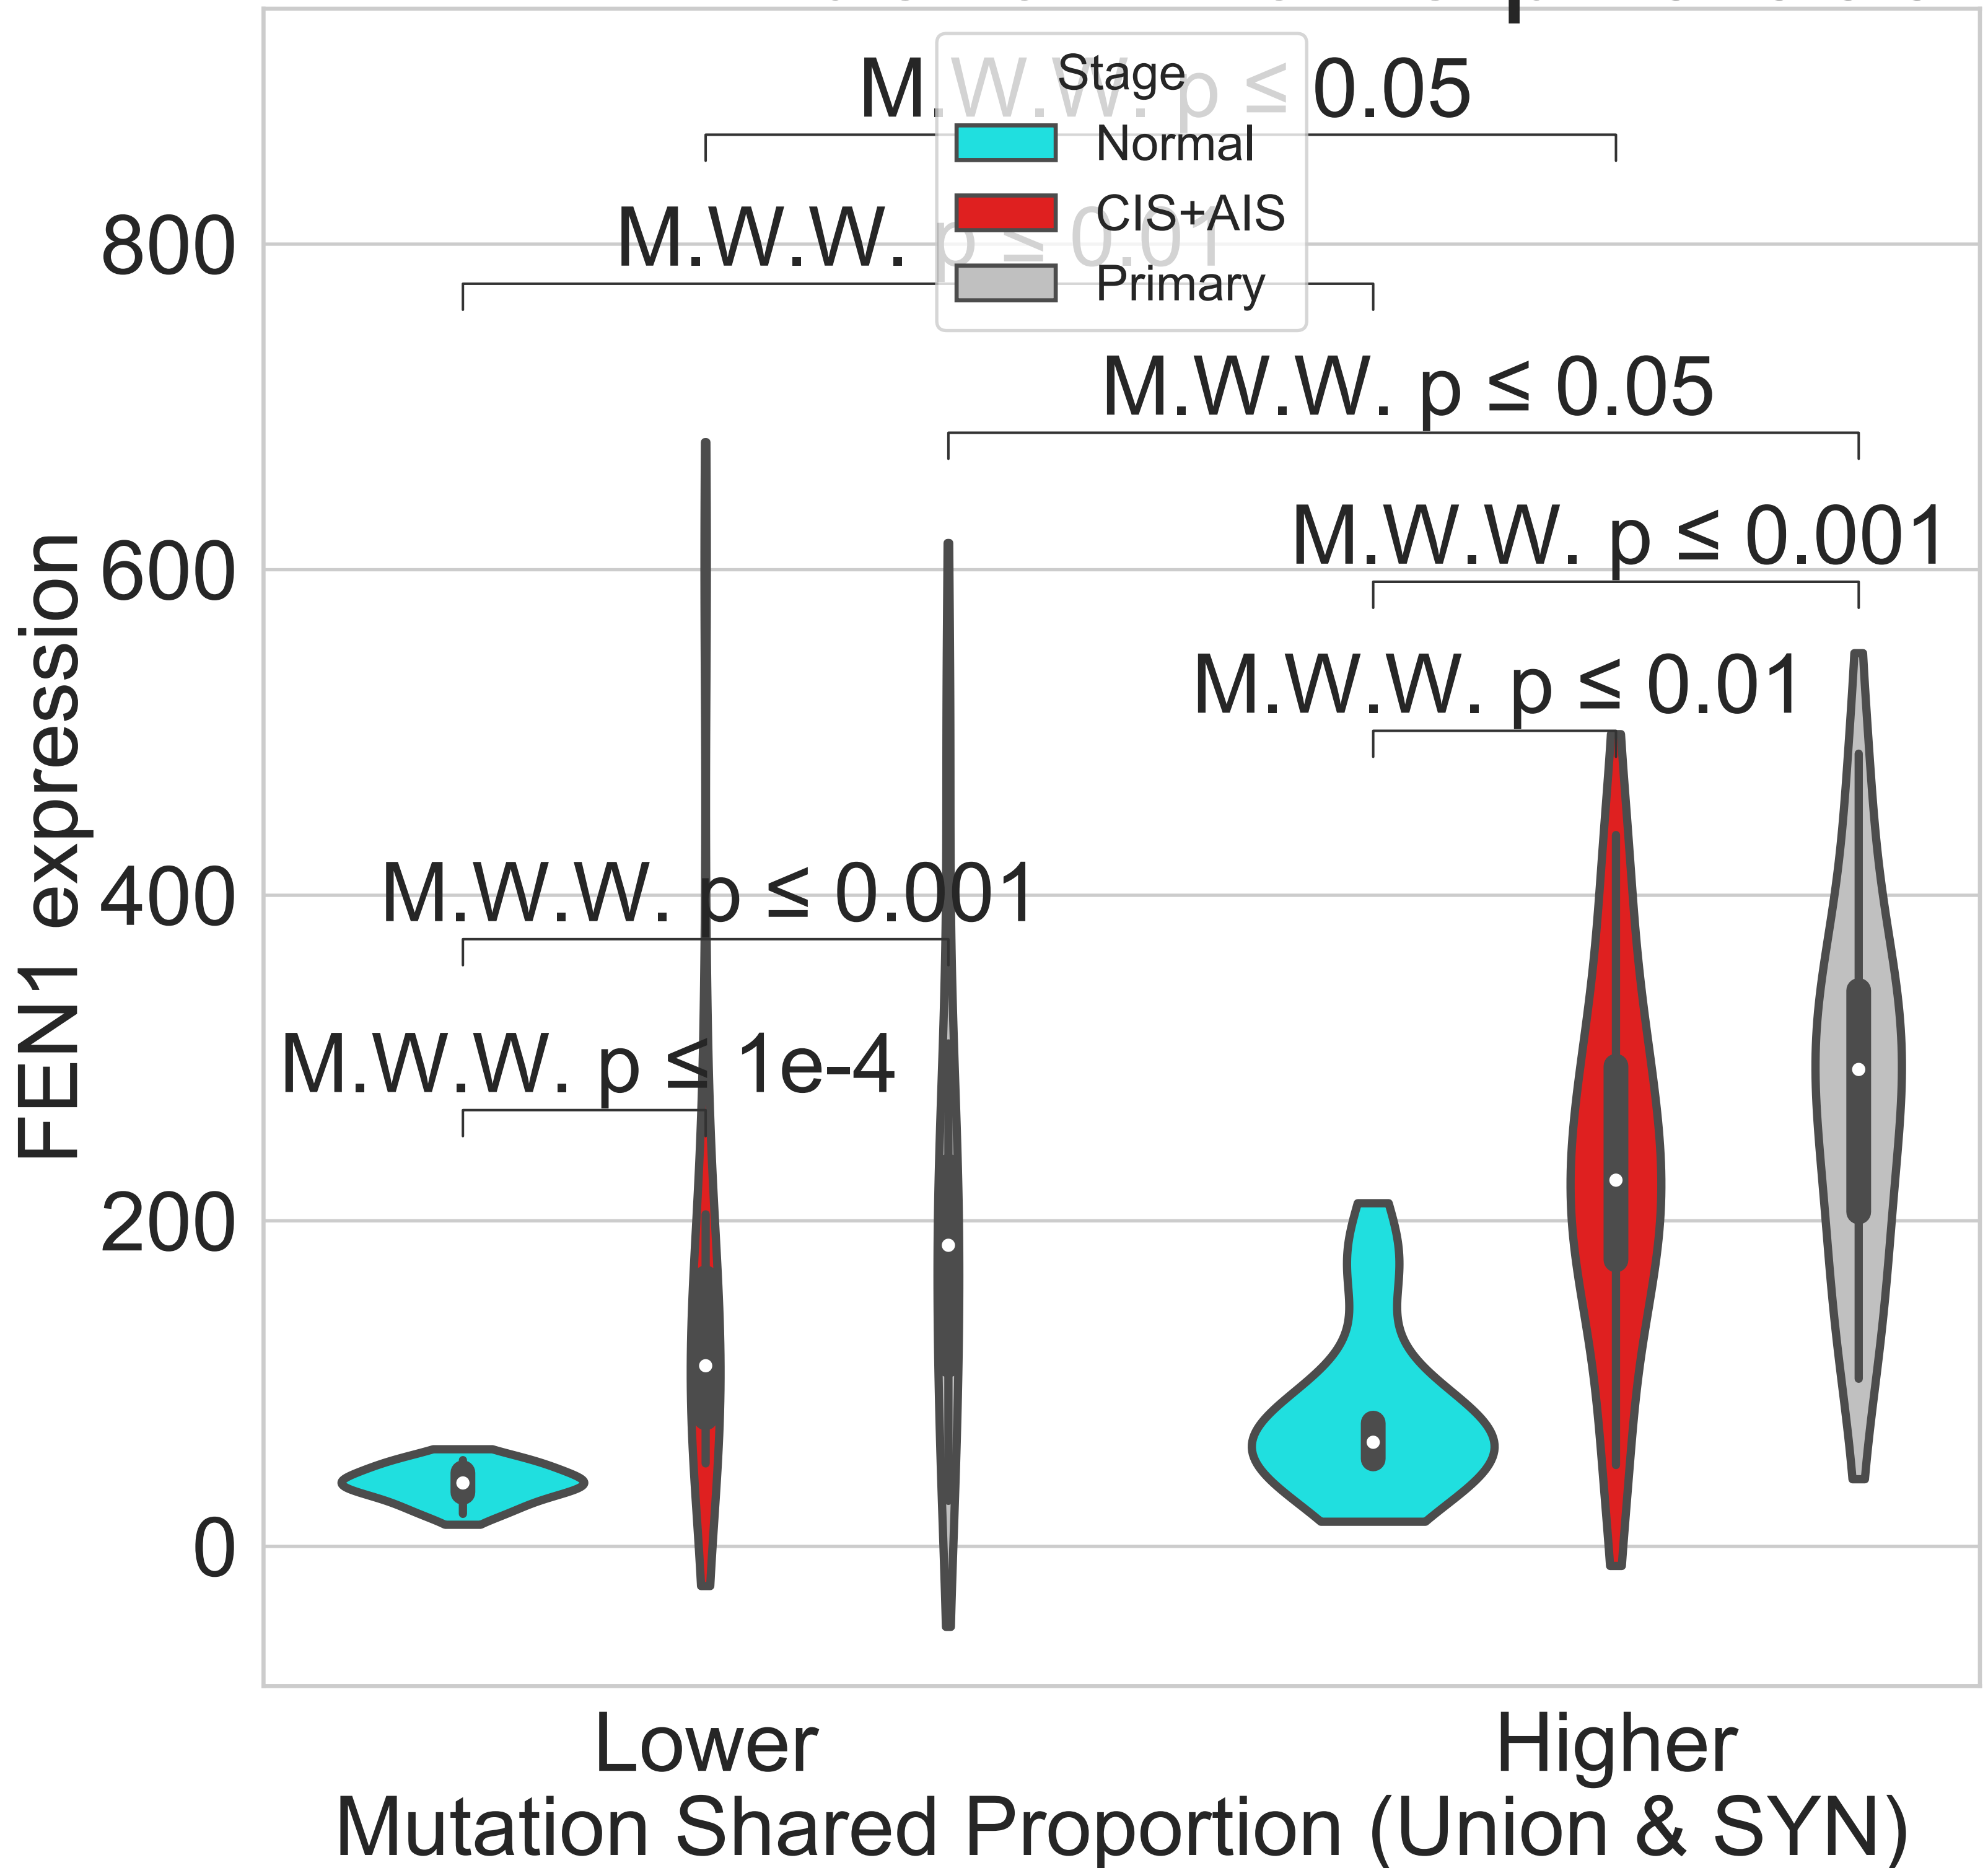 M.W.W. p ≤ 0.05
Stage
Normal
CIS+AIS
Primary
M.W.W. p ≤ 0.01
M.W.W. p ≤ 0.05
M.W.W. p ≤ 0.001
M.W.W. p ≤ 0.01
M.W.W. p ≤ 0.001
M.W.W. p ≤ 1e-4
800
600
400
200
0
FEN1 expression
Lower
Higher
Mutation Shared Proportion (Union & SYN)